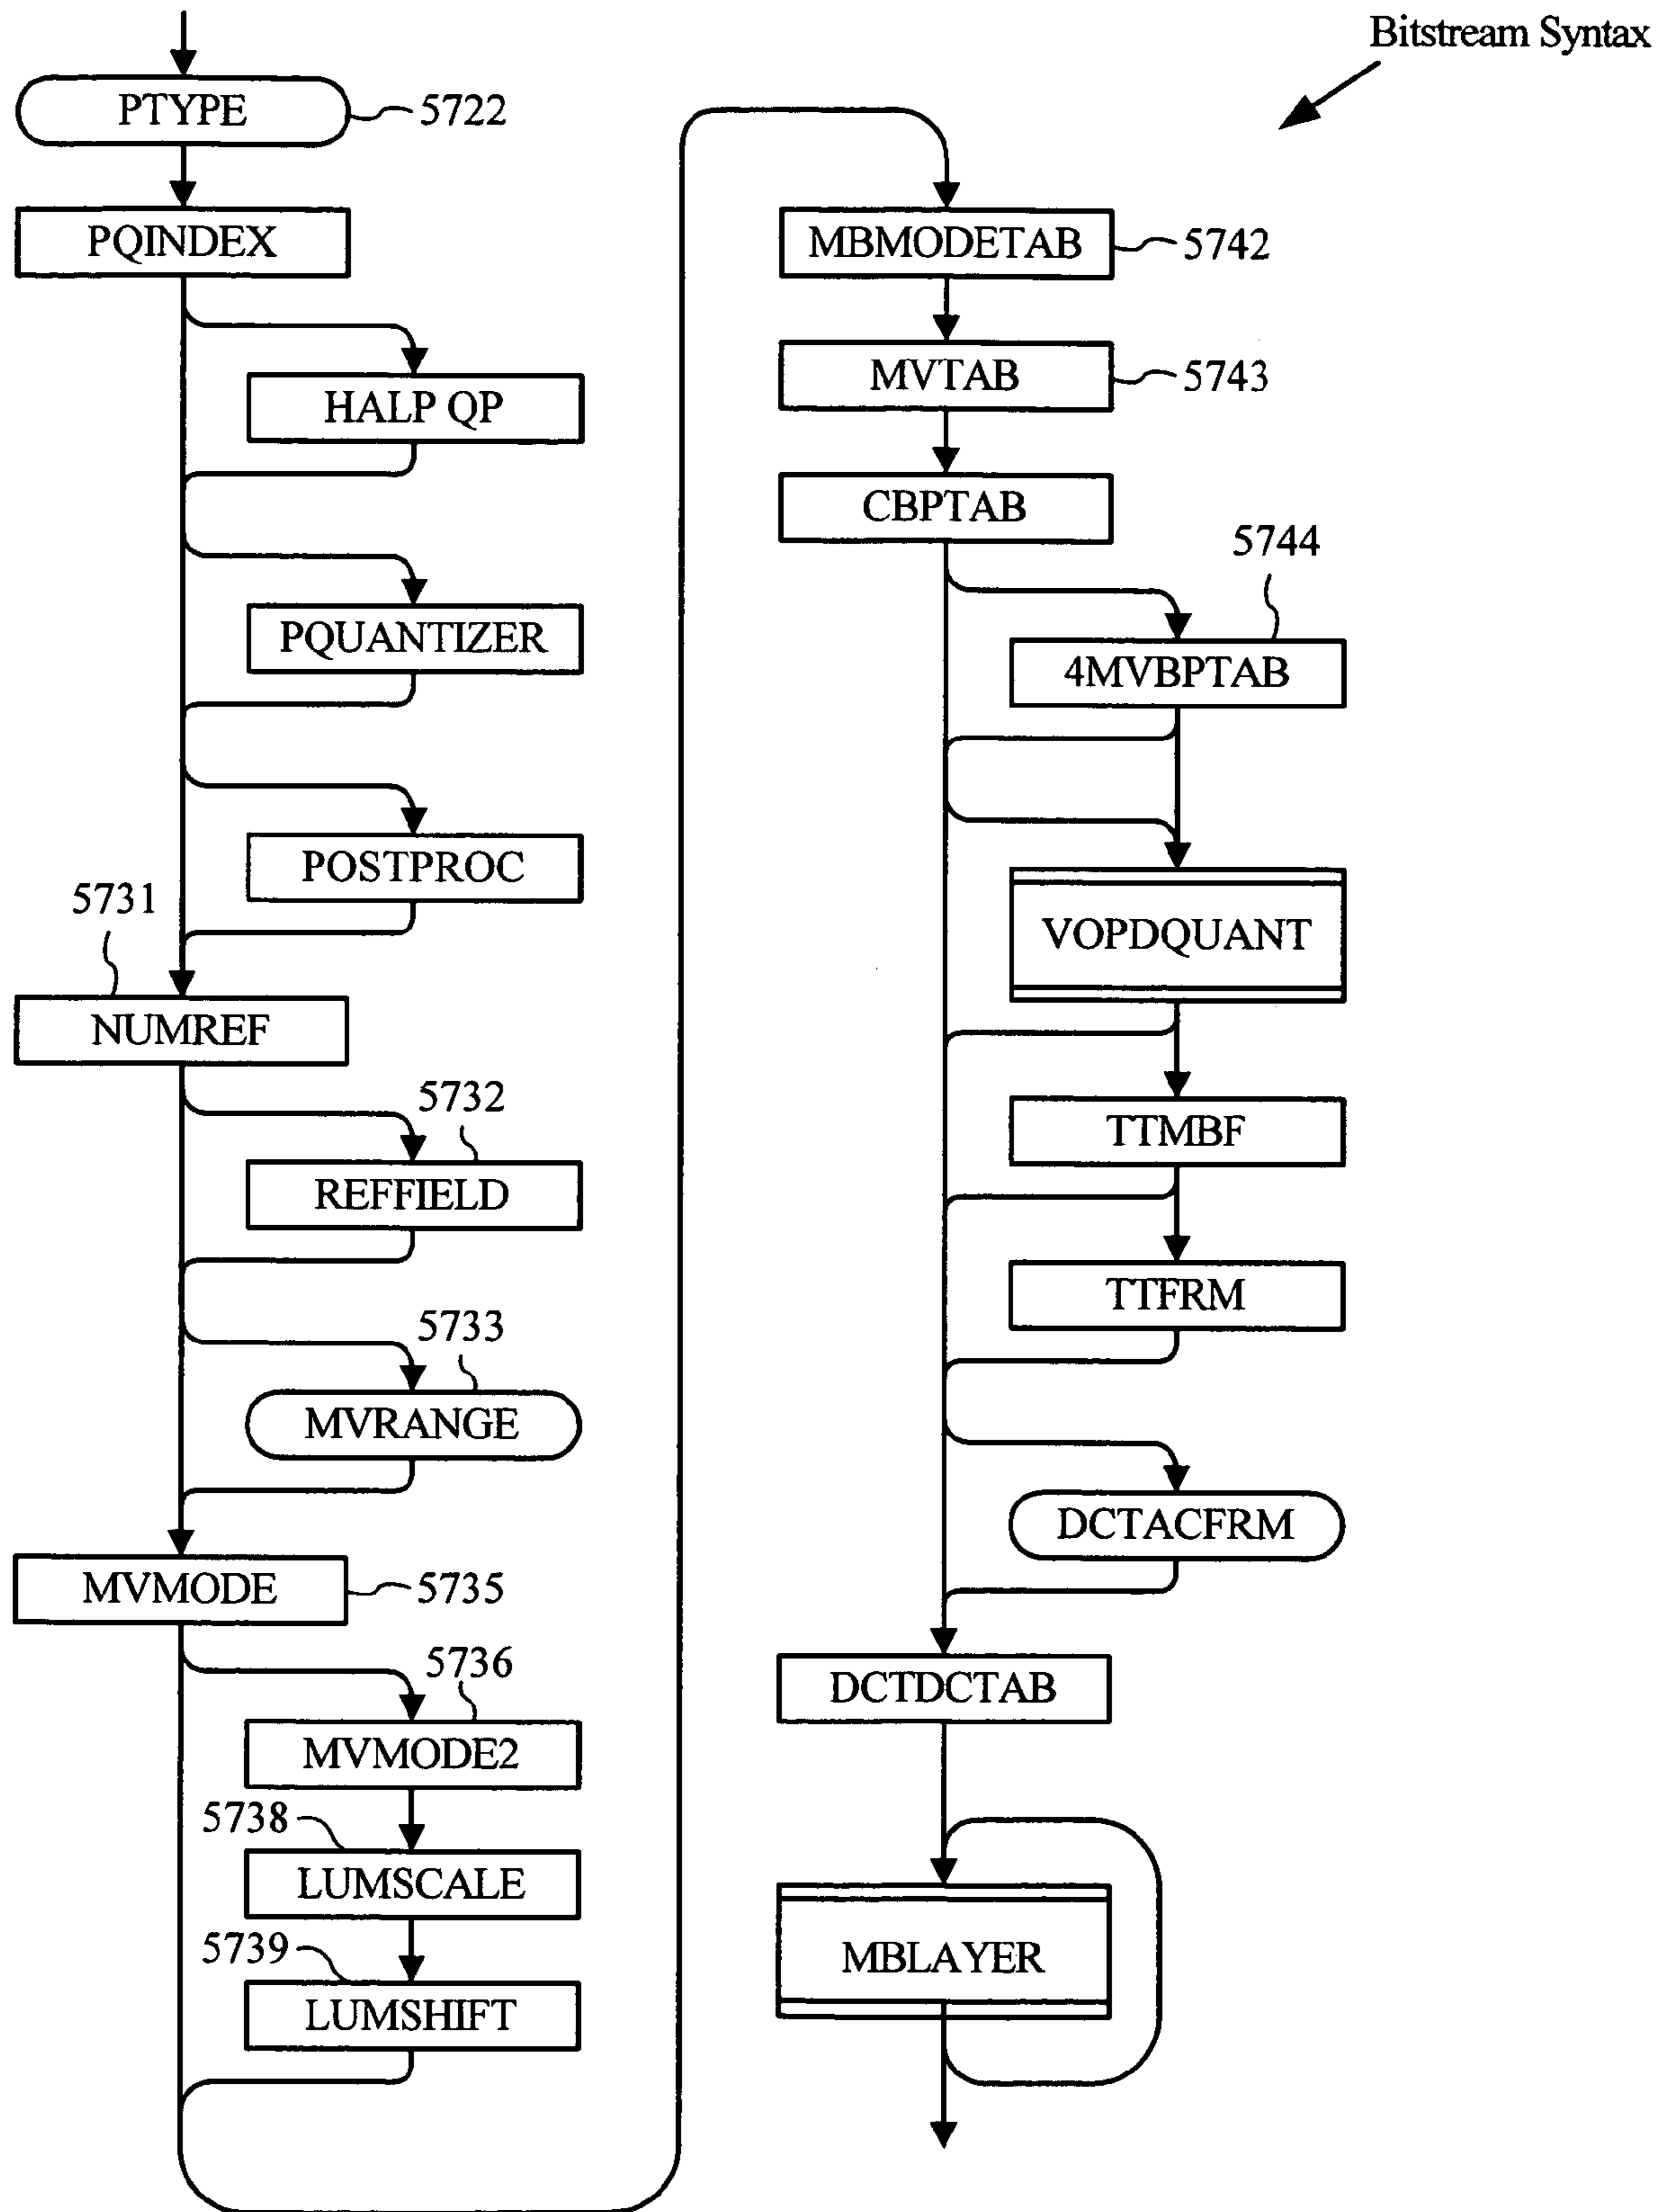 Bitstream Syntax
PTYPE
5722
PQINDEX
HALP QP
PQUANTIZER
POSTPROC
5731
NUMREF
5732
REFFIELD
5733
MVRANGE
MVMODE
5735
5736
MVMODE2
5738
LUMSCALE
5739
LUMSHIFT
MBMODETAB
5742
MVTAB
5743
CBPTAB
5744
4MVBPTAB
VOPDQUANT
TTMBF
TTFRM
DCTACFRM
DCTDCTAB
MBLAYER